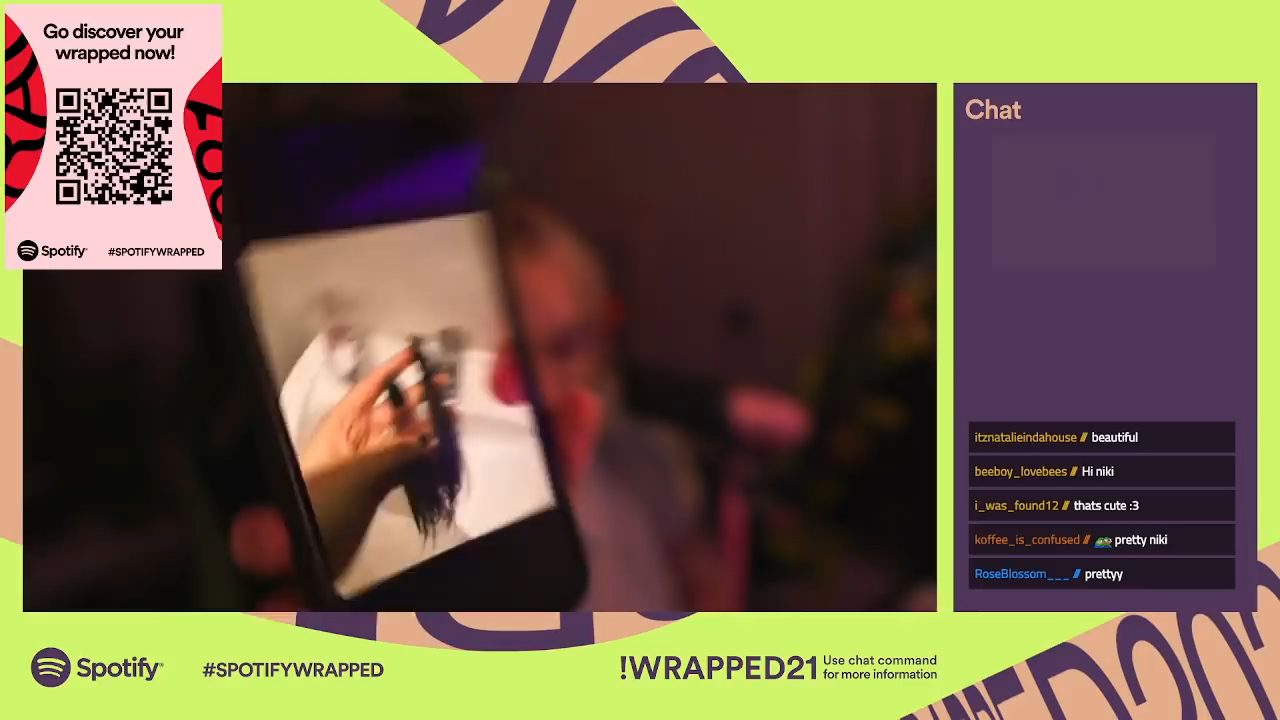 Go discover your
wrapped now!
Spotify
#SPOTIFYWRAPPED
Chat
itznatalieindahouse // beautiful
beeboy_lovebees // Hi niki
i_was_found12 // thats cute :3
koffee_is_confused // pretty niki
RoseBlossom___ // prettyy
Spotify
#SPOTIFYWRAPPED
!WRAPPED21
Use chat command
for more information